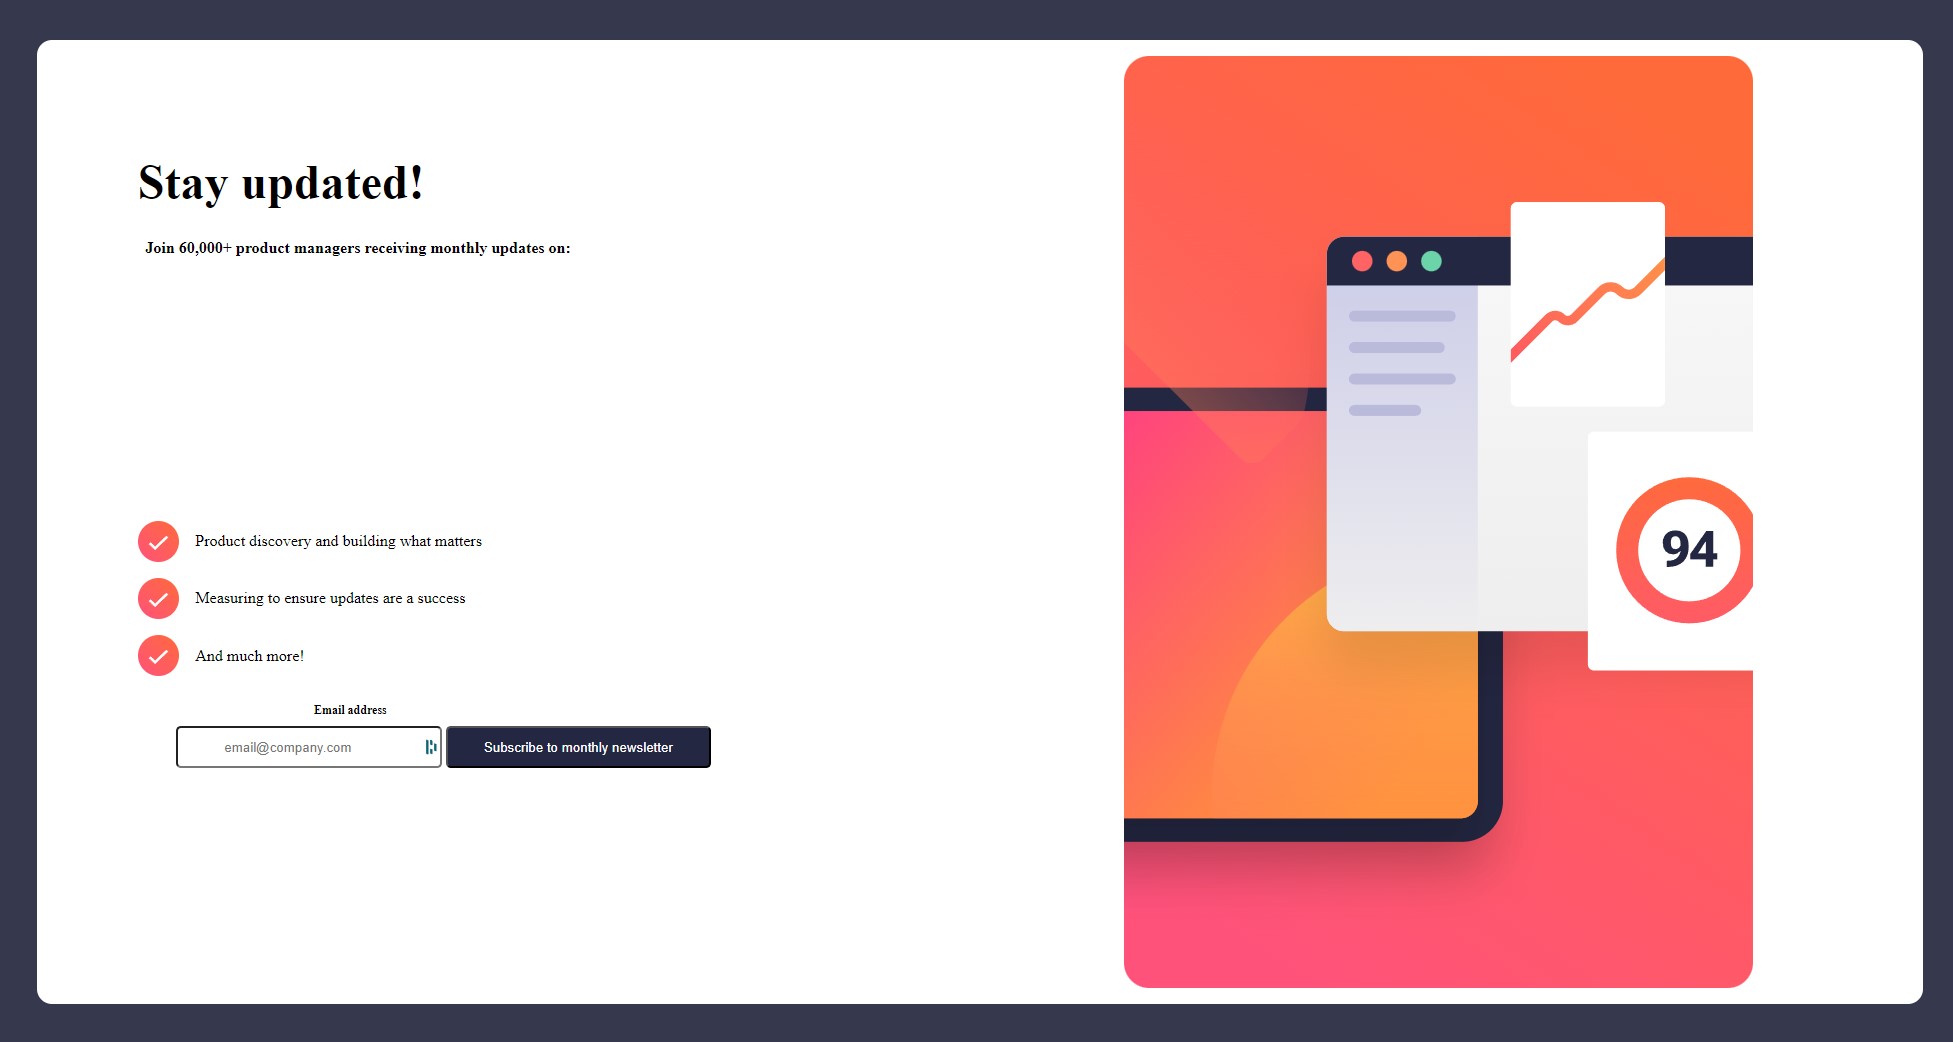 Stay updated!
Join 60,000+ product managers receiving monthly updates on:
Product discovery and building what matters
Measuring to ensure updates are a success
And much more!
Email address
email@company.com
Subscribe to monthly newsletter
94